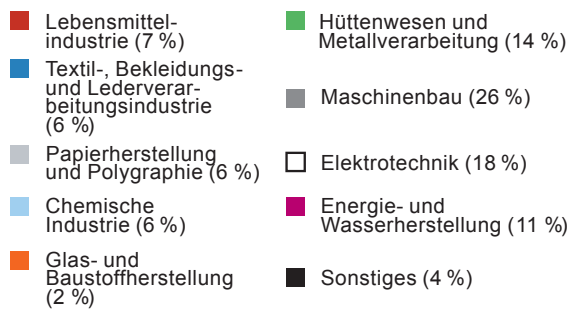 Lebensmittel-
industrie (7 %)
Textil-, Bekleidungs-
und Lederverar-
beitungsindustrie
(6 %)
Papierherstellung
und Polygraphie (6 %)
Chemische
Industrie (6 %)
Glas- und
Baustoffherstellung
(2 %)
Hüttenwesen und
Metallverarbeitung (14 %)
Maschinenbau (26 %)
Elektrotechnik (18 %)
Energie- und
Wasserherstellung (11 %)
Sonstiges (4 %)